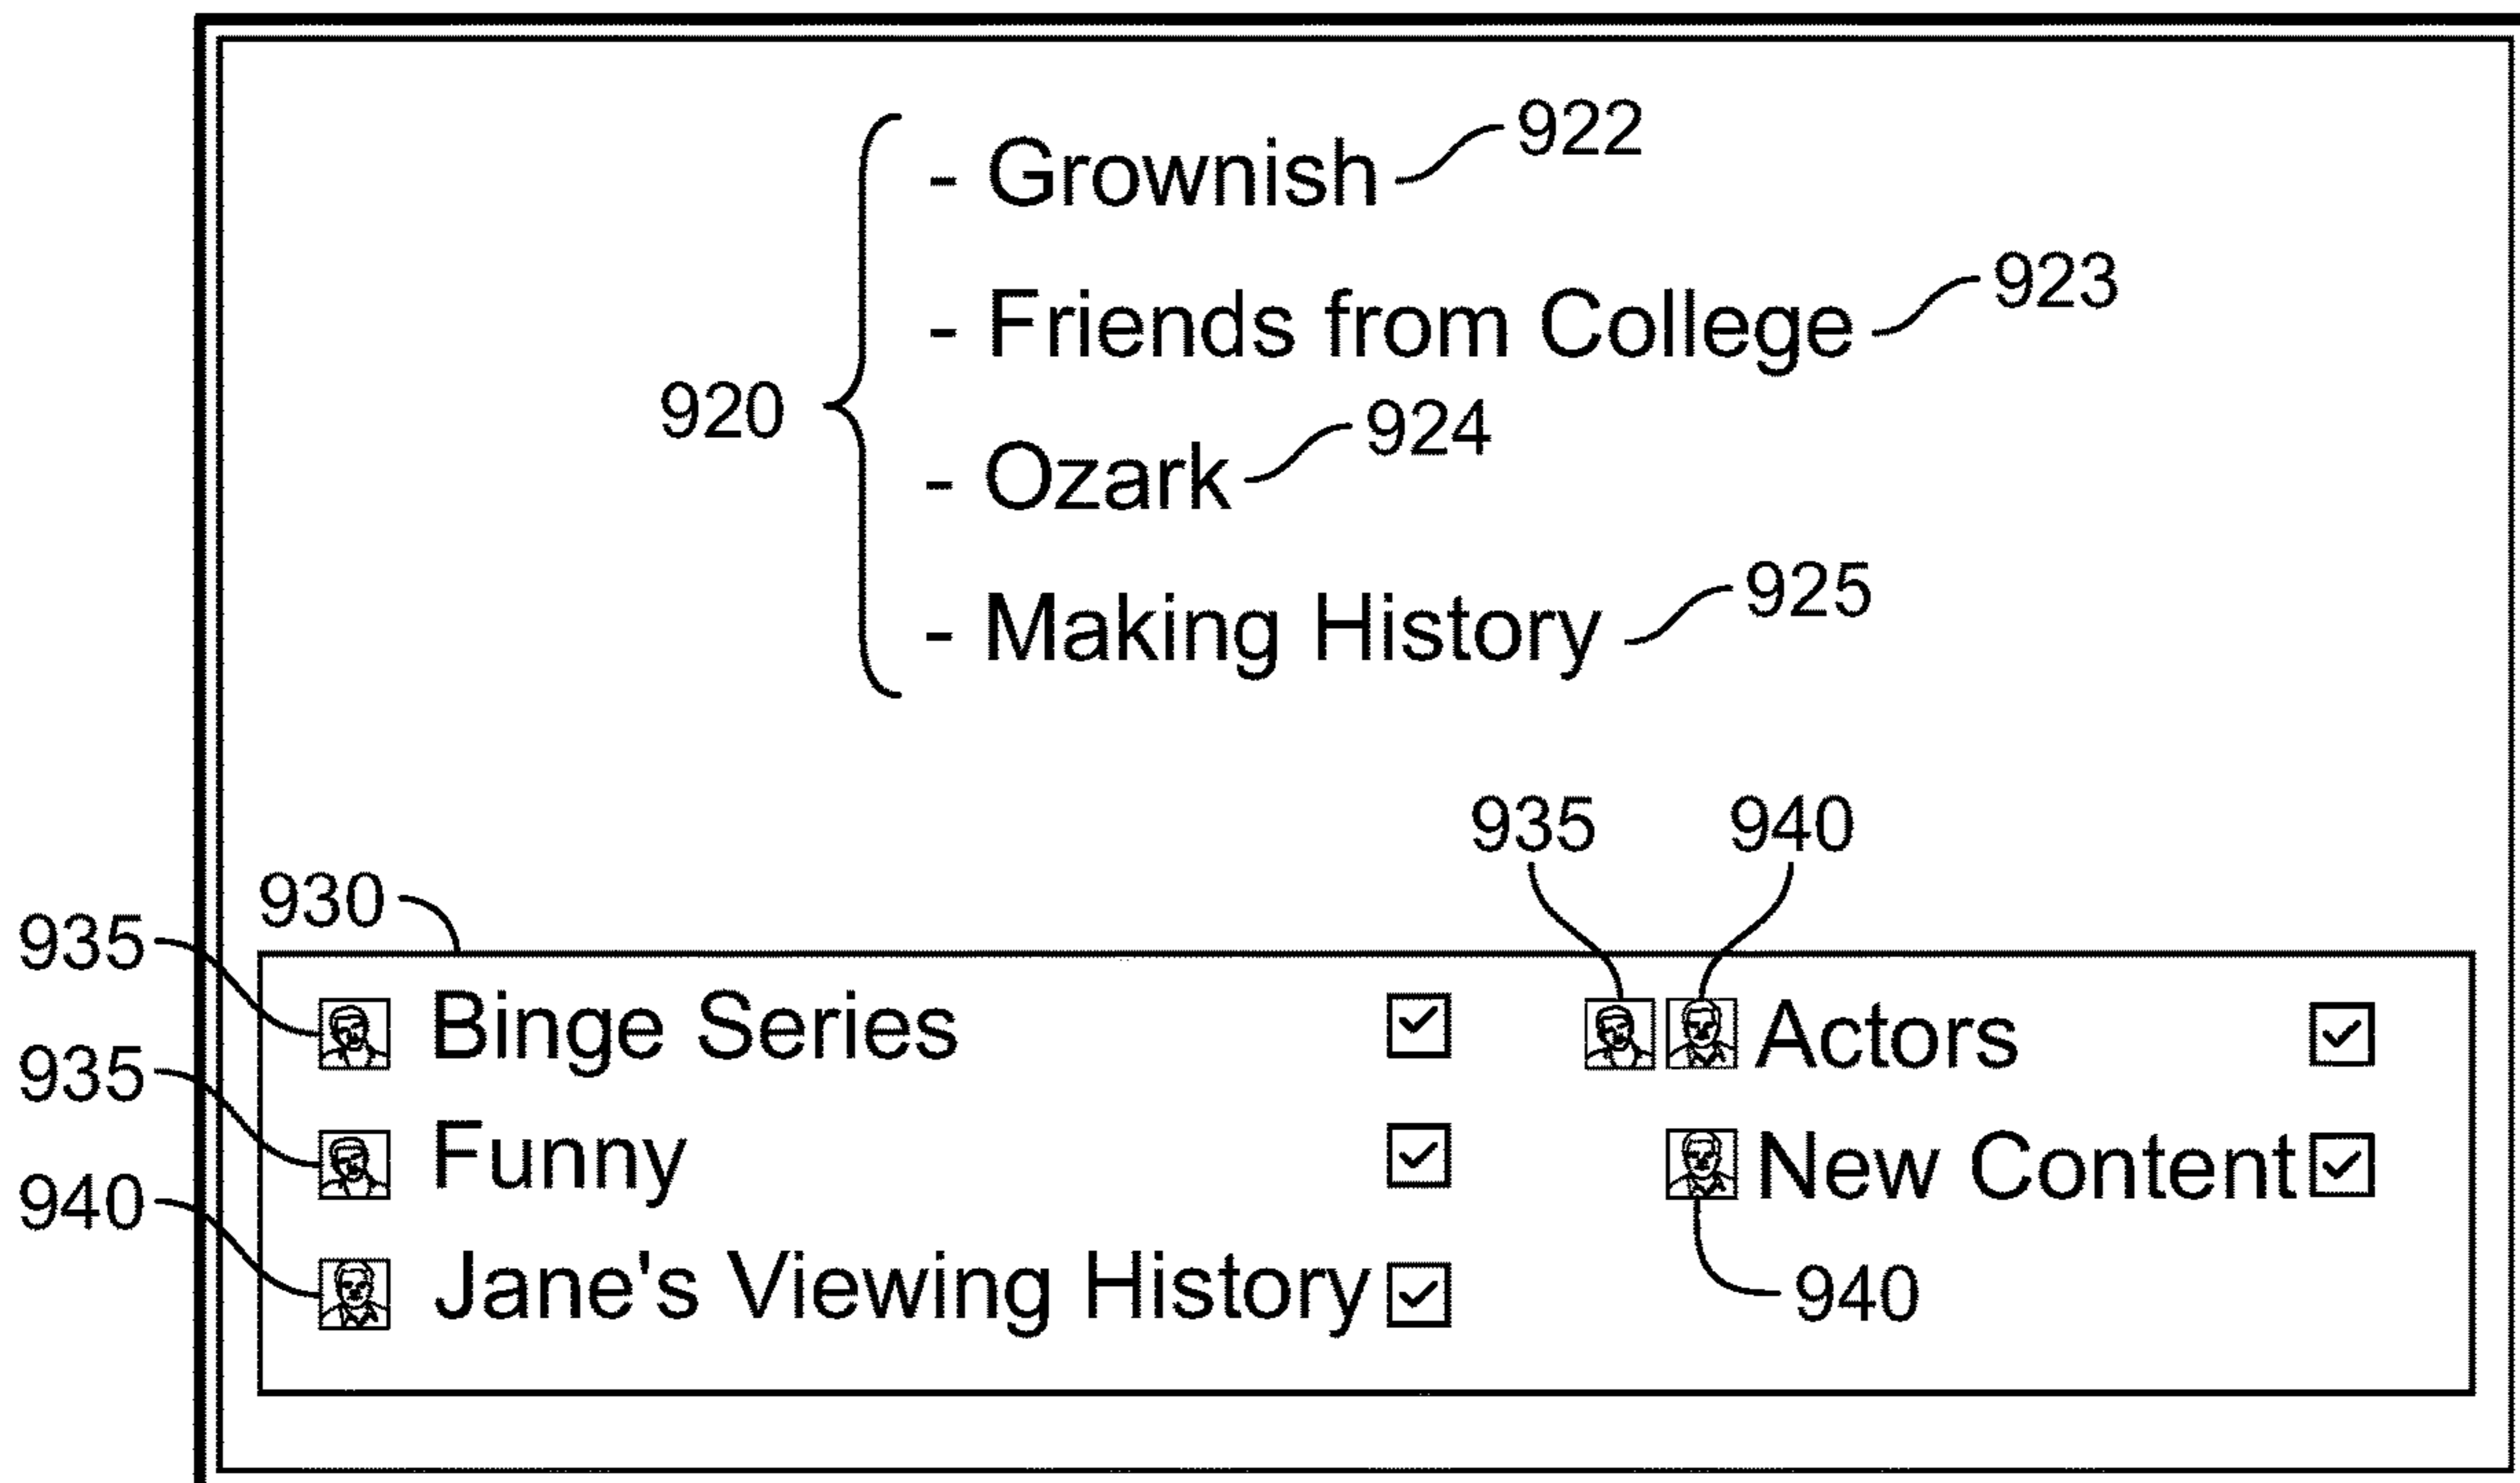 - Grownish 922
- Friends from College 923
920
- Ozark 924
- Making History 925
935 940
930
935
Binge Series Actors
935
Funny New Content
940
Jane's Viewing History 940